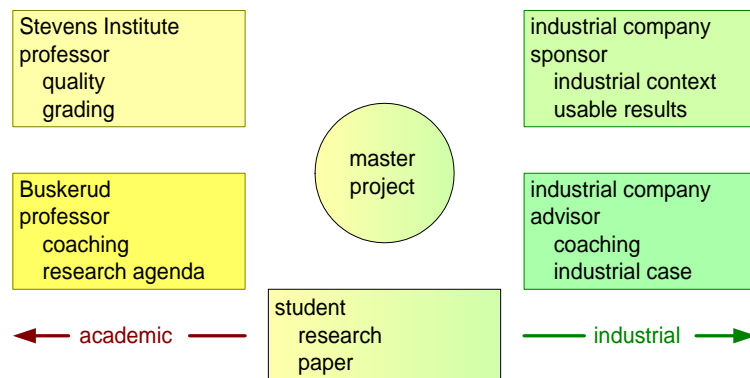 Stevens Institute
professor
quality
grading
industrial company
sponsor
industrial context
usable results
master
project
Buskerud
professor
coaching
research agenda
industrial company
advisor
coaching
industrial case
student
research
paper
academic
industrial